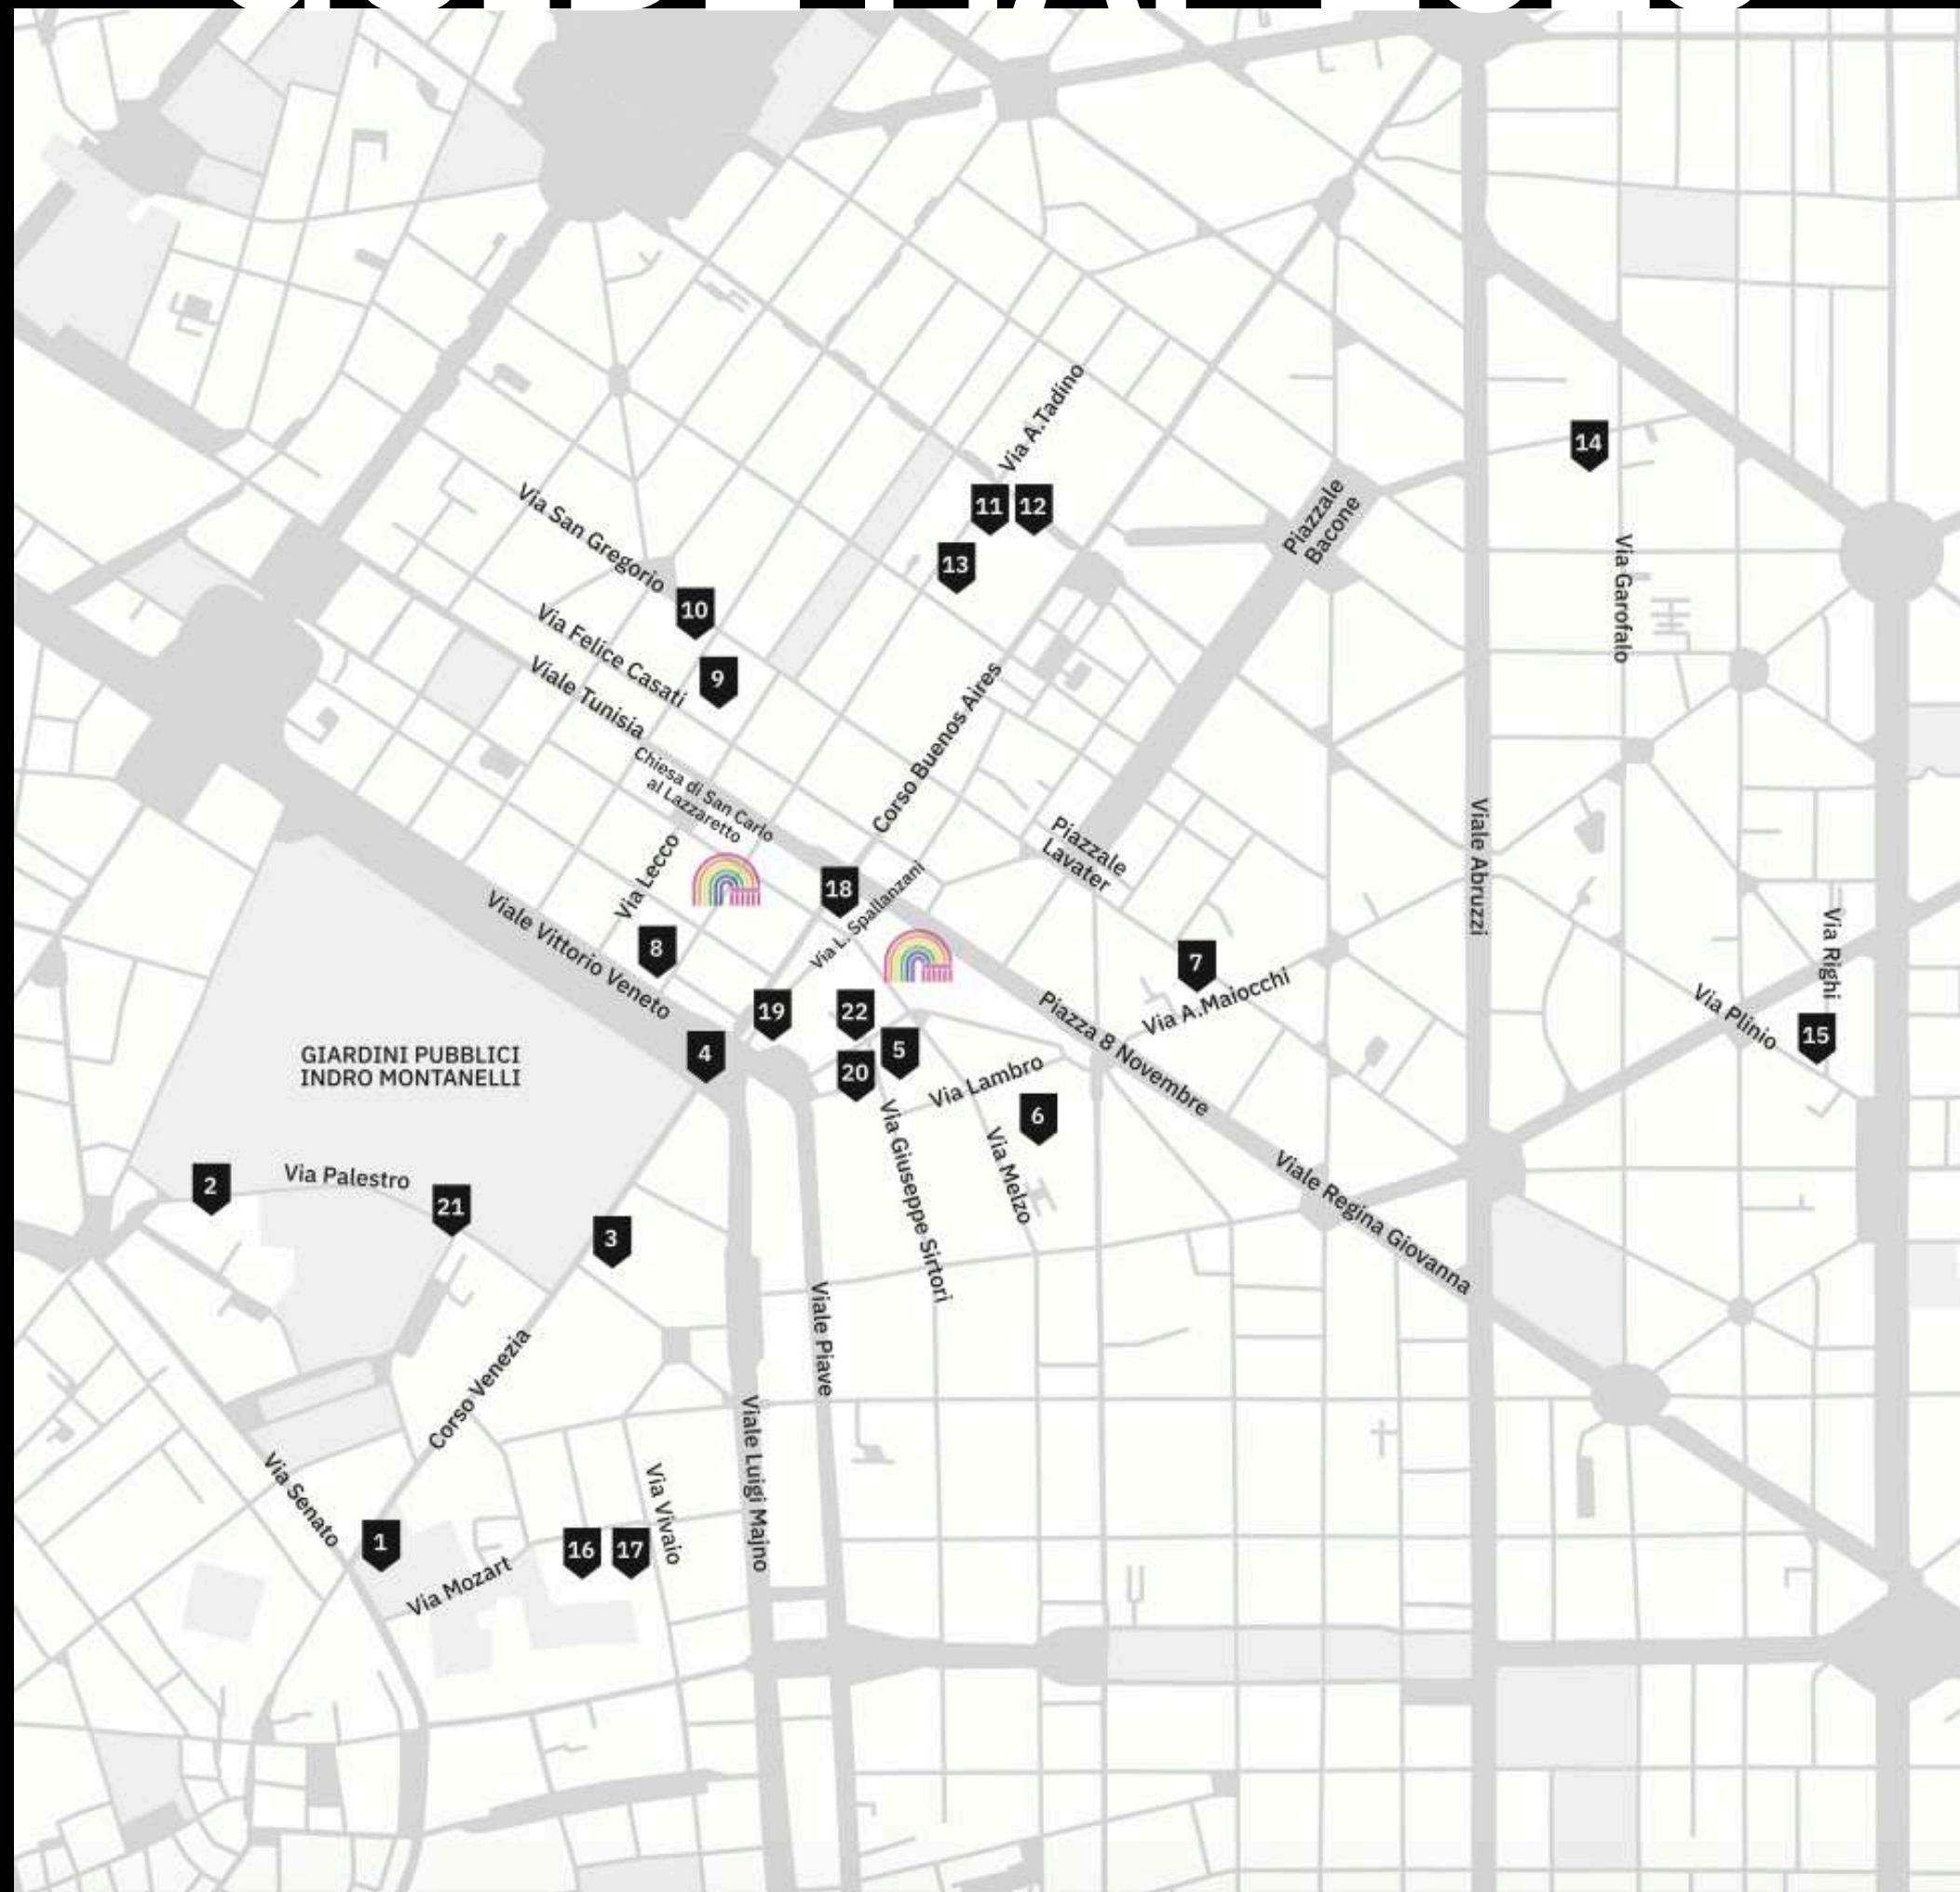 Via A.Tadino
14
Via San Gregorio
11
12
Piazzale
Bacone
13
Via Garofalo
10
Via Felice Casati
9
Viale Tunisia
Corso Buenos Aires
Chiesa di San Carlo
al Lazzaretto
Piazzale
Lavater
Viale Abruzzi
Via Lecco
18
Via L. Spallanzani
Viale Vittorio Veneto
8
7
Via A.Maiocchi
Via Righi
Via Plinio
15
19
22
Piazza 8 Novembre
4
5
20
GIARDINI PUBBLICI
INDRO MONTANELLI
Via Lambro
6
Via Giuseppe Sirtori
Via Melzo
2
Via Palestro
21
3
Viale Regina Giovanna
Viale Piave
Corso Venezia
Viale Luigi Majno
Via Senato
Via Vivaio
1
16
17
Via Mozart